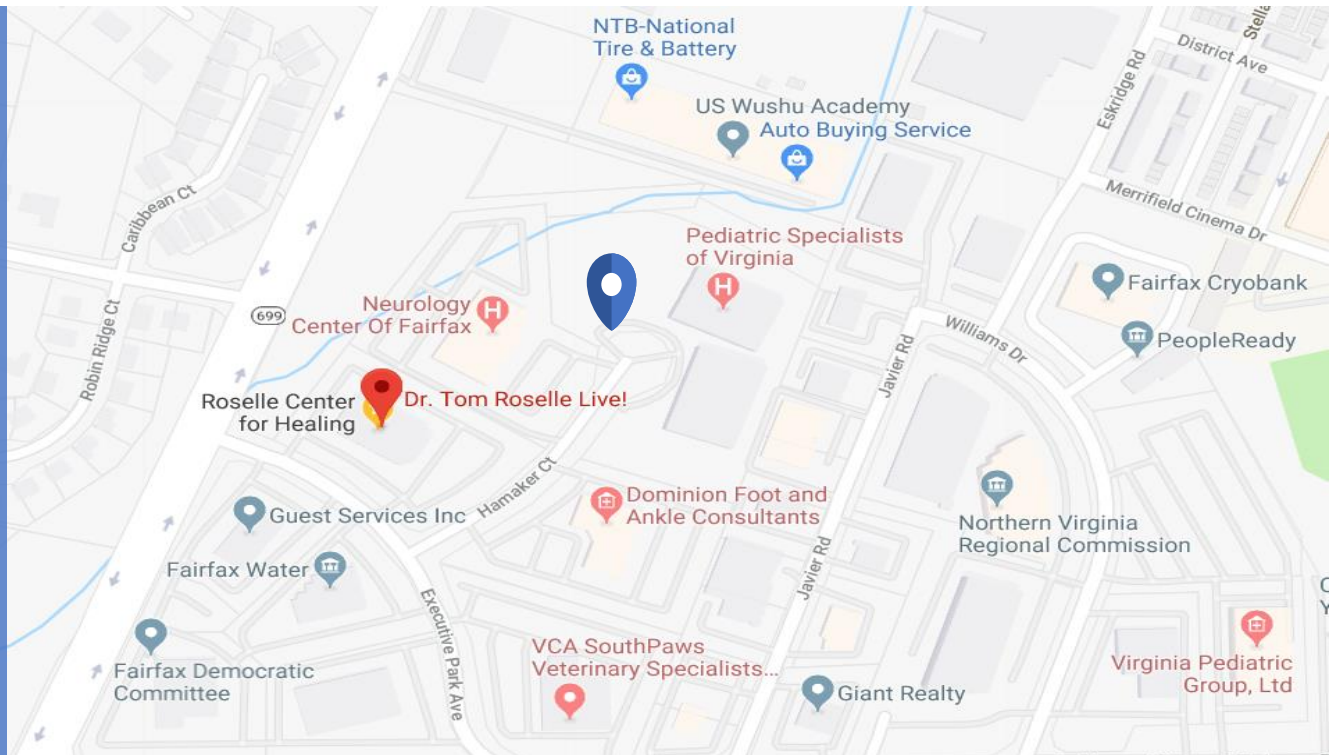 NTB-National
Tire & Battery
US Wushu Academy
Auto Buying Service
Eskridge Rd
District Ave
Merrifield Cinema Dr
Caribbean Ct
Robin Ridge Ct
699
Pediatric Specialists
of Virginia
Neurology
Center Of Fairfax
Fairfax Cryobank
Williams Dr
PeopleReady
Javier Rd
Roselle Center
for Healing
Dr. Tom Roselle Live!
Hamaker Ct
Guest Services Inc
Dominion Foot and
Ankle Consultants
Northern Virginia
Regional Commission
Fairfax Water
Executive Park Ave
Javier Rd
Fairfax Democratic
Committee
VCA SouthPaws
Veterinary Specialists...
Giant Realty
Virginia Pediatric
Group, Ltd